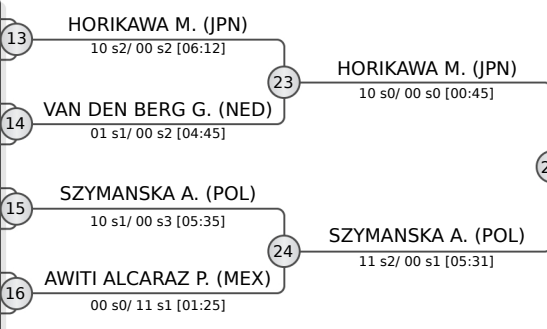 13
HORIKAWA M. (JPN)
10 s2/ 00 s2 [06:12]
23
HORIKAWA M. (JPN)
10 s0/ 00 s0 [00:45]
14
VAN DEN BERG G. (NED)
01 s1/ 00 s2 [04:45]
15
SZYMANSKA A. (POL)
10 s1/ 00 s3 [05:35]
24
SZYMANSKA A. (POL)
11 s2/ 00 s1 [05:31]
16
AWITI ALCARAZ P. (MEX)
00 s0/ 11 s1 [01:25]